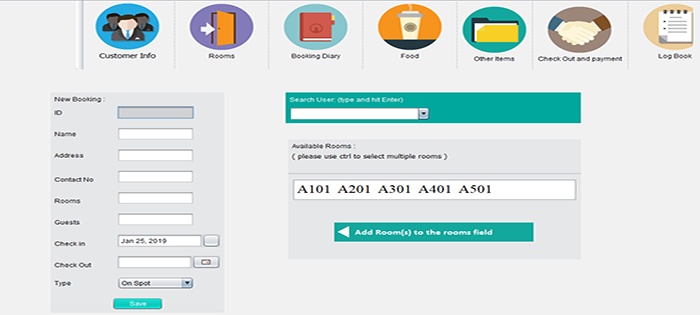 Customer Info
Rooms
Booking Diary
Food
Other Items
Check Out and payment
Log Book
New Booking :
ID
Name
Address
Contact No
Rooms
Guests
Check in Jan 25, 2019
Check Out
Type On Spot
Save
Search User: (type and hit Enter)
Available Rooms :
( please use ctrl to select multiple rooms )
A101 A201 A301 A401 A501
Add Room(s) to the rooms field